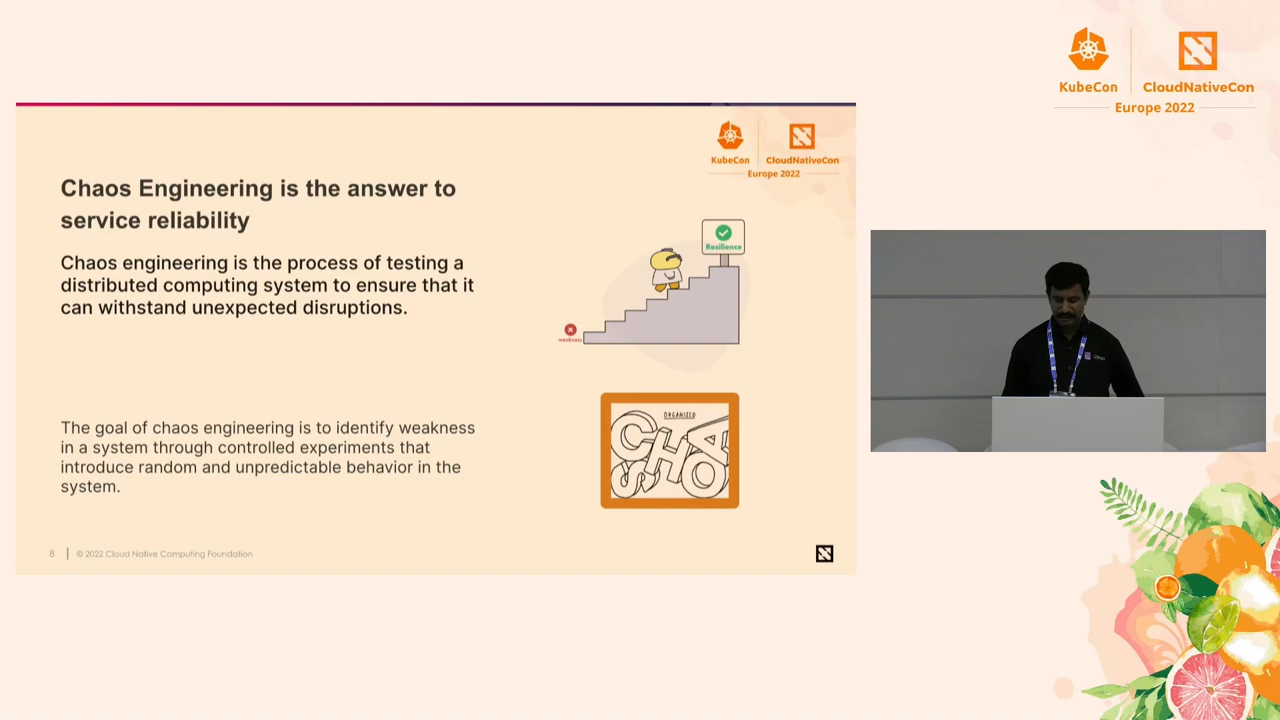 KubeCon
CloudNativeCon
Europe 2022
KubeCon
CloudNativeCon
Europe 2022
Chaos Engineering is the answer to
service reliability
Chaos engineering is the process of testing a
distributed computing system to ensure that it
can withstand unexpected disruptions.
Resilience
weakness
The goal of chaos engineering is to identify weakness
in a system through controlled experiments that
introduce random and unpredictable behavior in the
system.
ORGANIZED
CHAOS
8
© 2022 Cloud Native Computing Foundation